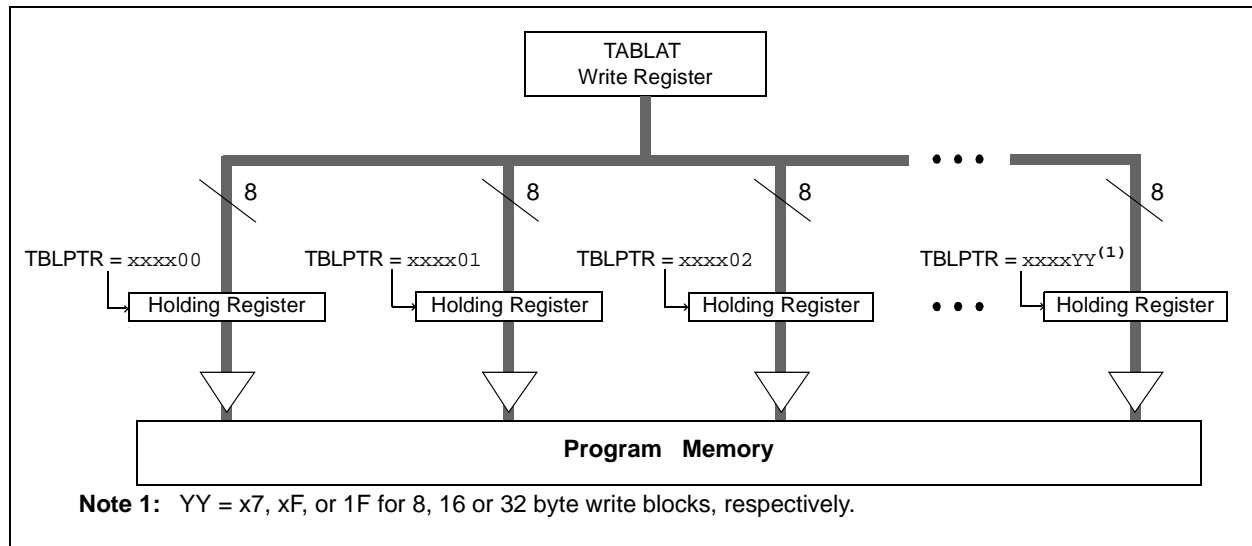 TABLAT
Write Register
8 8 8 8
TBLPTR = xxxx00 TBLPTR = xxxx01 TBLPTR = xxxx02 TBLPTR = xxxxYY(1)
Holding Register Holding Register Holding Register Holding Register
Program Memory
Note 1: YY = x7, xF, or 1F for 8, 16 or 32 byte write blocks, respectively.